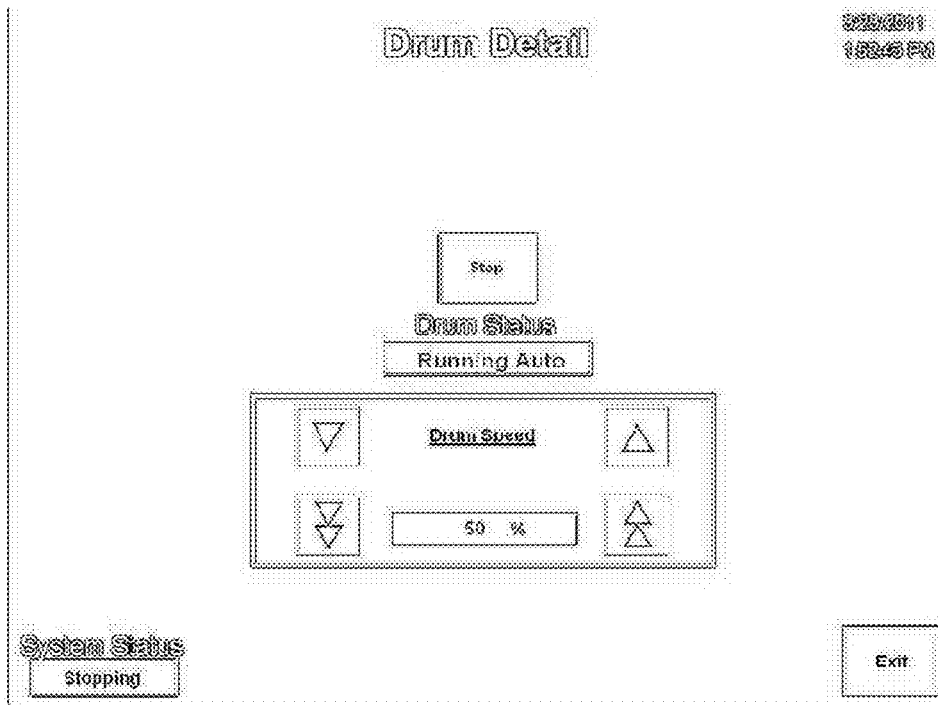 Drum Detail
Stop
Drum Status
Running Auto
Drum Speed
50 %
System Status
Stopping
Exit